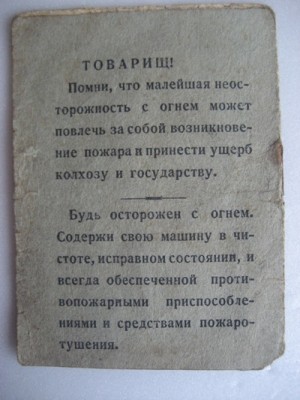 ТОВАРИЩ!
Помни, что малейшая неос-
торожность с огнем может
повлечь за собой возникнове-
ние пожара и принести ущерб
колхозу и государству.
Будь осторожен с огнем.
Содержи свою машину в чи-
стоте, исправном состоянии, и
всегда обеспеченной проти-
вопожарными приспособле-
ниями и средствами пожаро-
тушения.